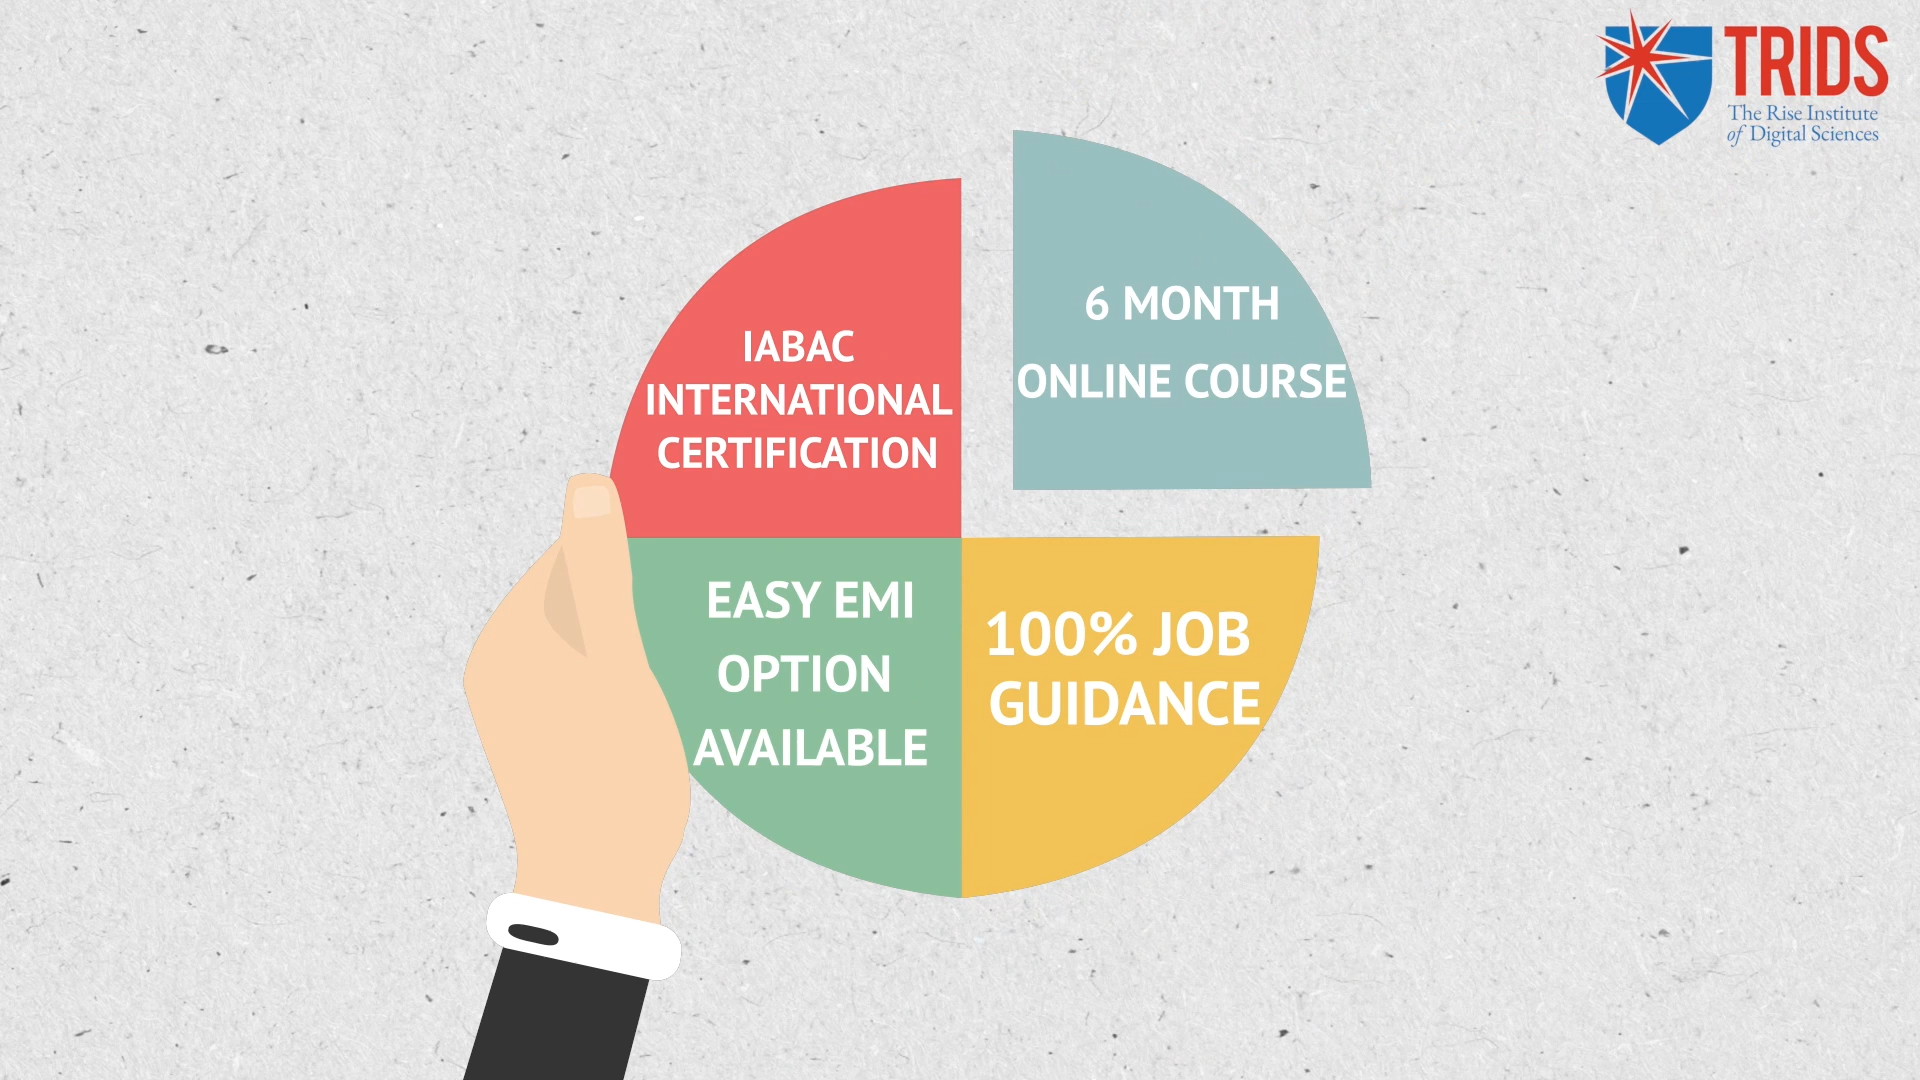 TRIDS
The Rise Institute
of Digital Sciences
IABAC
INTERNATIONAL
CERTIFICATION
6 MONTH
ONLINE COURSE
EASY EMI
OPTION
AVAILABLE
100% JOB
GUIDANCE